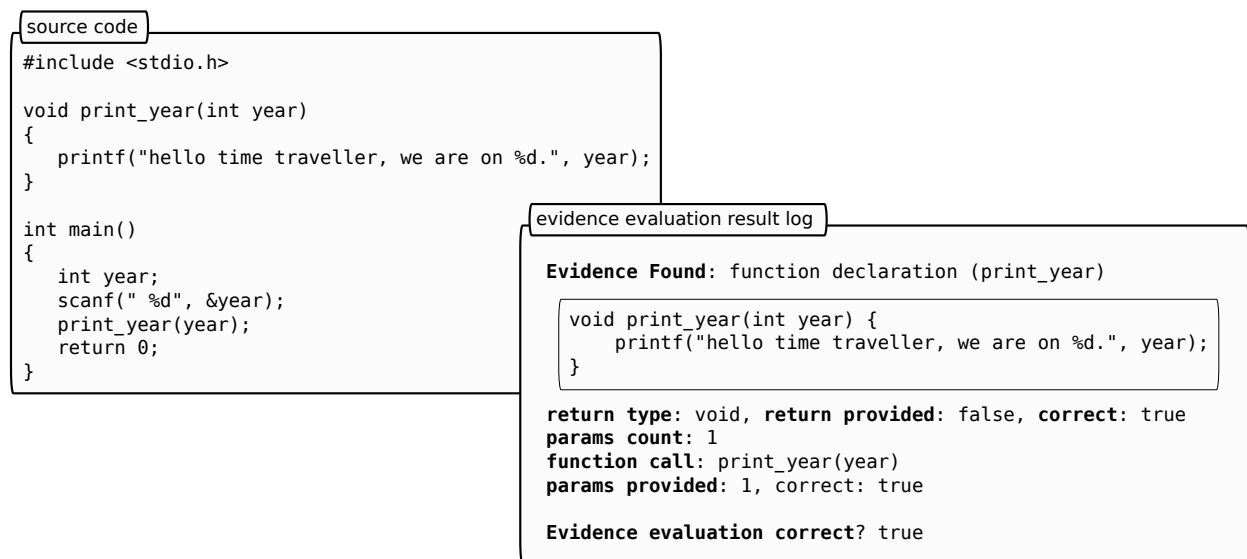 source code
#include <stdio.h>
void print_year(int year)
{
printf("hello time traveller, we are on %d.", year);
}
int main()
{
int year;
scanf(" %d", &year);
print_year(year);
return 0;
}
evidence evaluation result log
Evidence Found: function declaration (print_year)
void print_year(int year) {
printf("hello time traveller, we are on %d.", year);
}
return type: void, return provided: false, correct: true
params count: 1
function call: print_year(year)
params provided: 1, correct: true
Evidence evaluation correct? true